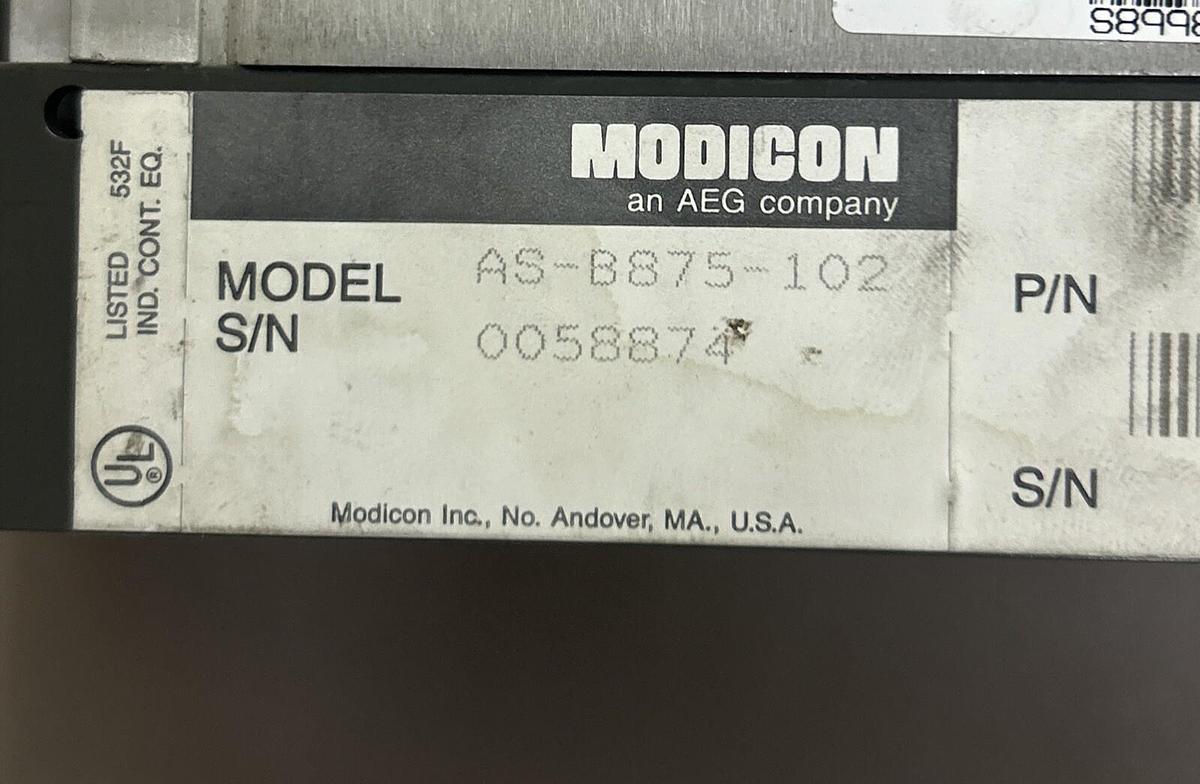 S8998
MODICON
an AEG company
LISTED 532F
IND. CONT. EQ.
UL
®
MODEL AS-B875-102
S/N 0058874
Modicon Inc., No. Andover, MA., U.S.A.
P/N
S/N